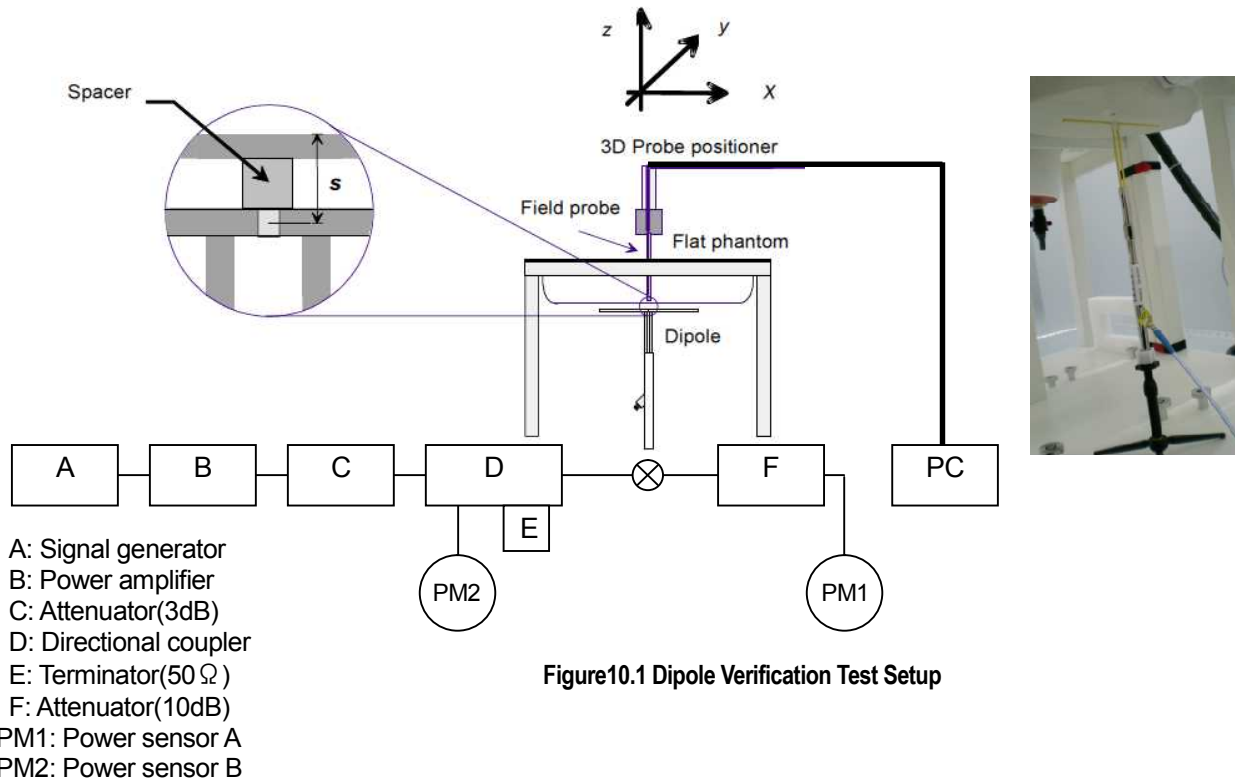 z
y
x
Spacer
s
3D Probe positioner
Field probe
Flat phantom
Dipole
A
B
C
D
E
F
PC
PM2
PM1
A: Signal generator
B: Power amplifier
C: Attenuator(3dB)
D: Directional coupler
E: Terminator(50Ω)
F: Attenuator(10dB)
PM1: Power sensor A
PM2: Power sensor B
Figure10.1 Dipole Verification Test Setup